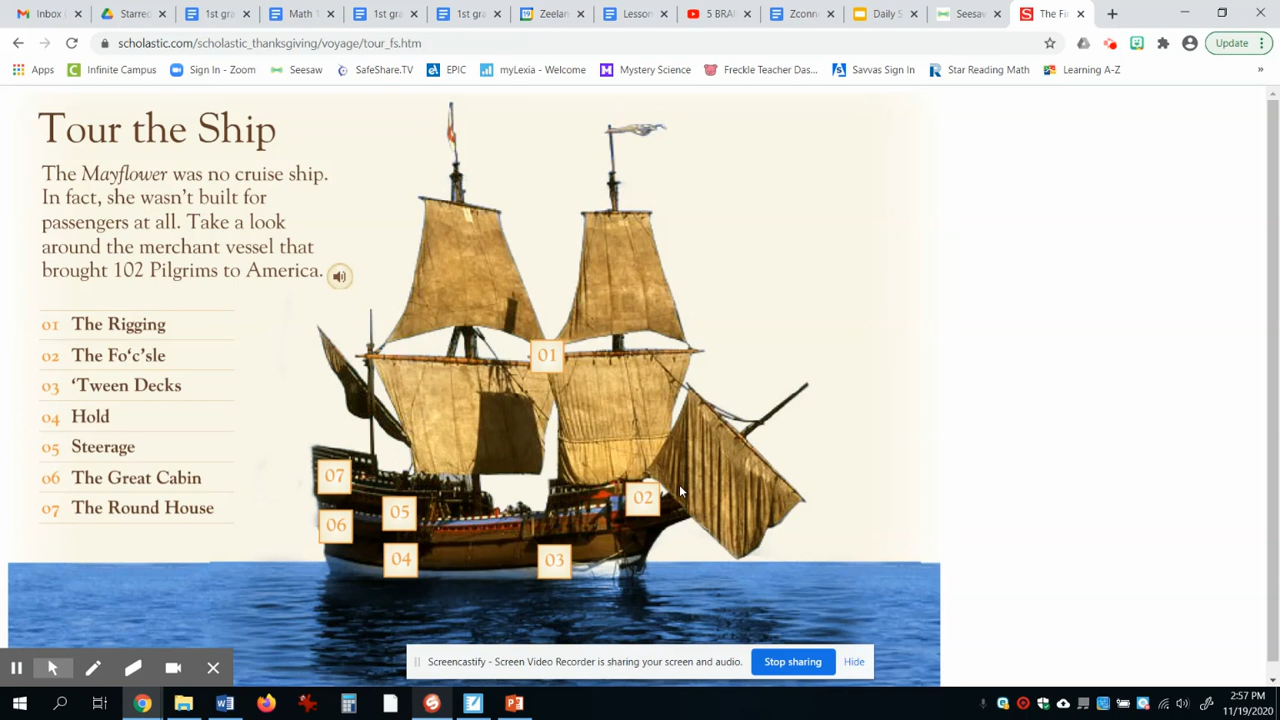 Inbox
Starred
1st gra
Math
1st gra
1st gra
Zeelan
Lesson
5 BRAI
Zconne
Daily S
Seesaw
The Fi
scholastic.com/scholastic_thanksgiving/voyage/tour_fs.htm
Update
Apps
Infinite Campus
Sign In - Zoom
Seesaw
SafeShare.TV
EPIC
myLexia - Welcome
Mystery Science
Freckle Teacher Das...
Savvas Sign In
Star Reading Math
Learning A-Z
Tour the Ship
The Mayflower was no cruise ship.
In fact, she wasn't built for
passengers at all. Take a look
around the merchant vessel that
brought 102 Pilgrims to America.
01 The Rigging
02 The Fo‘c’sle
03 ‘Tween Decks
04 Hold
05 Steerage
06 The Great Cabin
07 The Round House
01
07
02
05
06
04
03
Screencastify - Screen Video Recorder is sharing your screen and audio.
Stop sharing
Hide
2:57 PM
11/19/2020